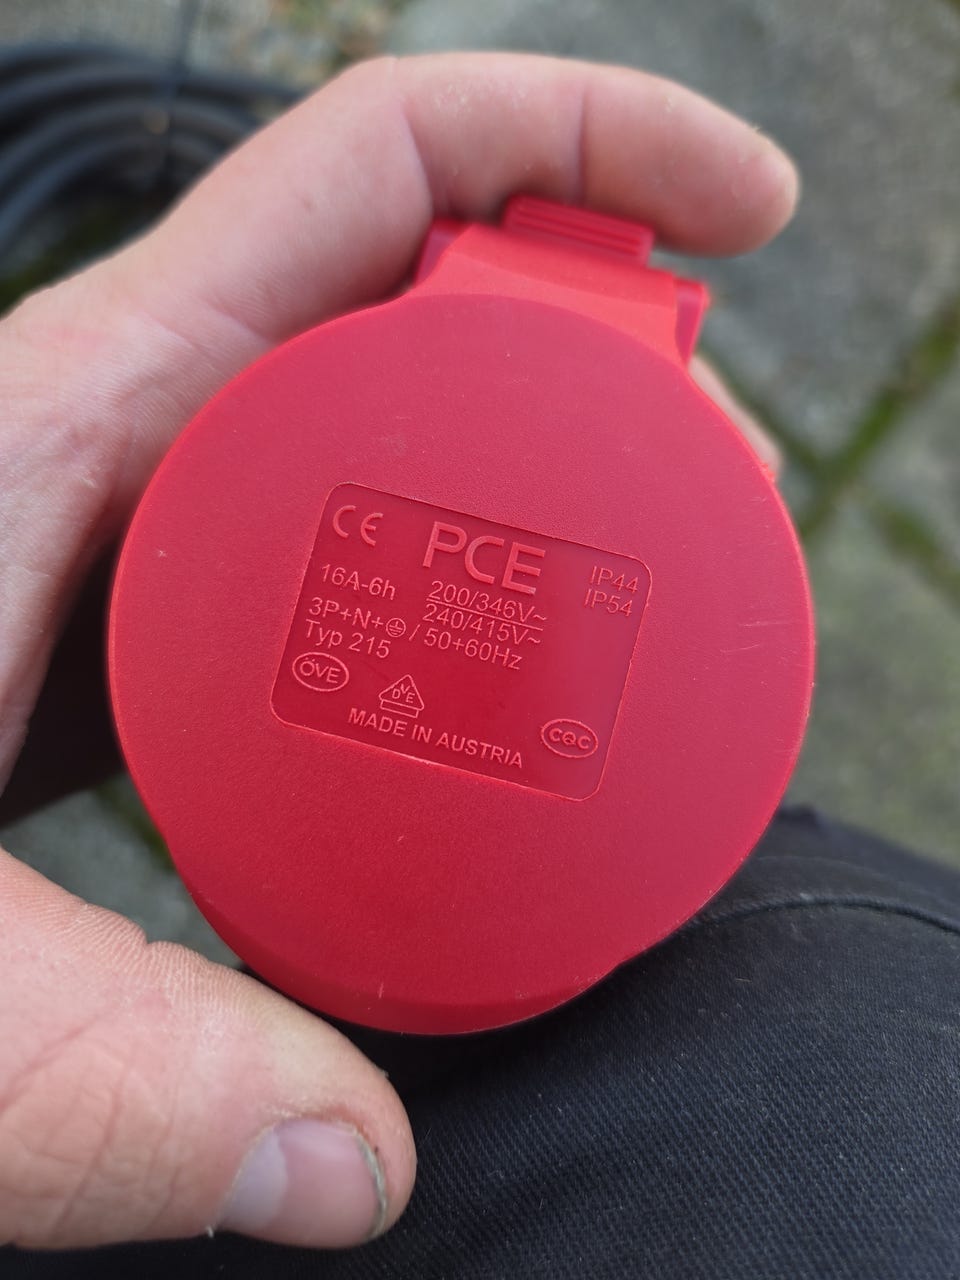 CE PCE IP44
IP54
16A-6h 200/346V~
240/415V~
3P+N+⏚ / 50+60Hz
Typ 215
ÖVE
VDE
MADE IN AUSTRIA
CQC